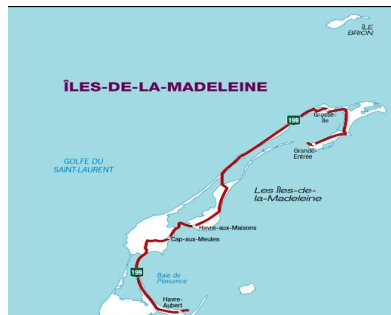 ÎLE
BRION
ÎLES-DE-LA-MADELEINE
Grosse-
Île
199
Grande-
Entrée
GOLFE DU
SAINT-LAURENT
Les Îles-de-
la-Madeleine
Havre-aux-Maisons
Cap-aux-Meules
199
Baie de
Plaisance
Havre-
Aubert